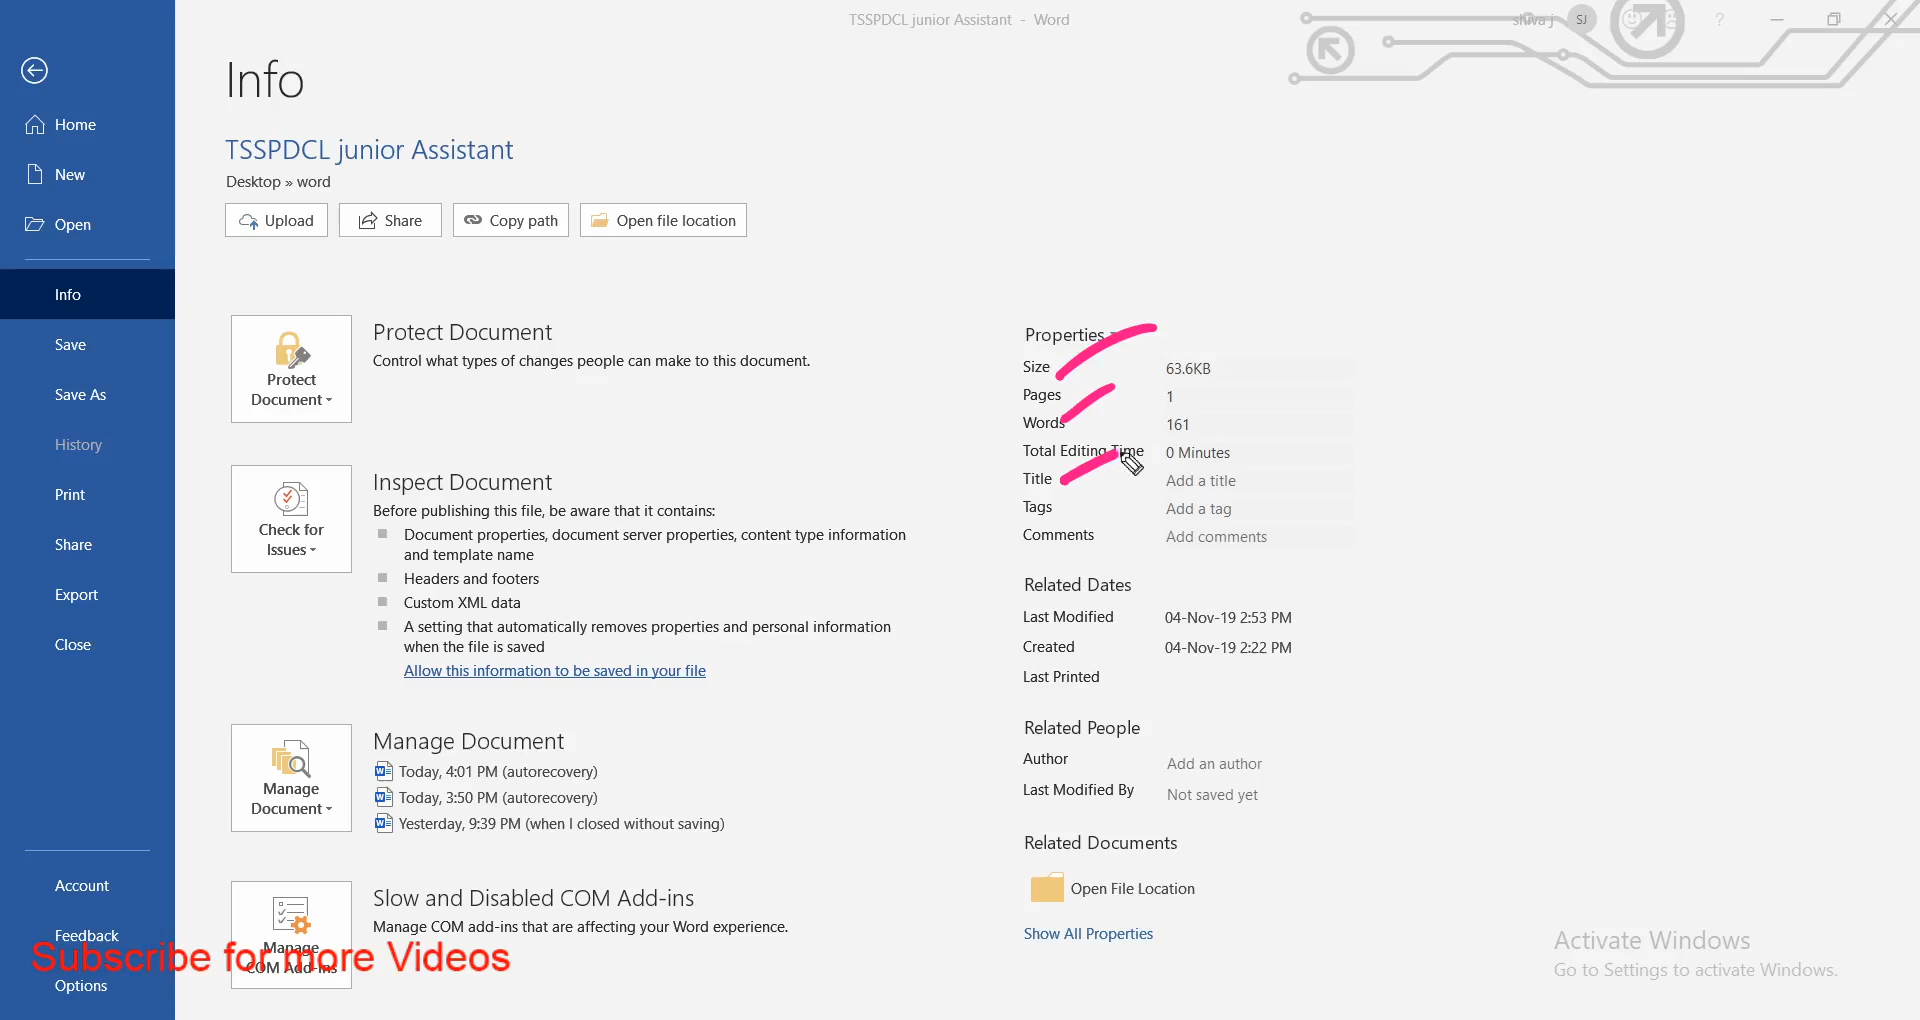 TSSPDCL junior Assistant - Word
shiva j
SJ
?
Info
Home
New
Open
Info
Save
Save As
History
Print
Share
Export
Close
Account
Feedback
Options
TSSPDCL junior Assistant
Desktop » word
Upload
Share
Copy path
Open file location
Protect Document
Protect Document
Control what types of changes people can make to this document.
Check for Issues
Inspect Document
Before publishing this file, be aware that it contains:
Document properties, document server properties, content type information
and template name
Headers and footers
Custom XML data
A setting that automatically removes properties and personal information
when the file is saved
Allow this information to be saved in your file
Manage Document
Manage Document
Today, 4:01 PM (autorecovery)
Today, 3:50 PM (autorecovery)
Yesterday, 9:39 PM (when I closed without saving)
Manage
COM Add-ins
Slow and Disabled COM Add-ins
Manage COM add-ins that are affecting your Word experience.
Properties
Size 63.6KB
Pages 1
Words 161
Total Editing Time 0 Minutes
Title Add a title
Tags Add a tag
Comments Add comments
Related Dates
Last Modified 04-Nov-19 2:53 PM
Created 04-Nov-19 2:22 PM
Last Printed
Related People
Author Add an author
Last Modified By Not saved yet
Related Documents
Open File Location
Show All Properties
Subscribe for more Videos
Activate Windows
Go to Settings to activate Windows.